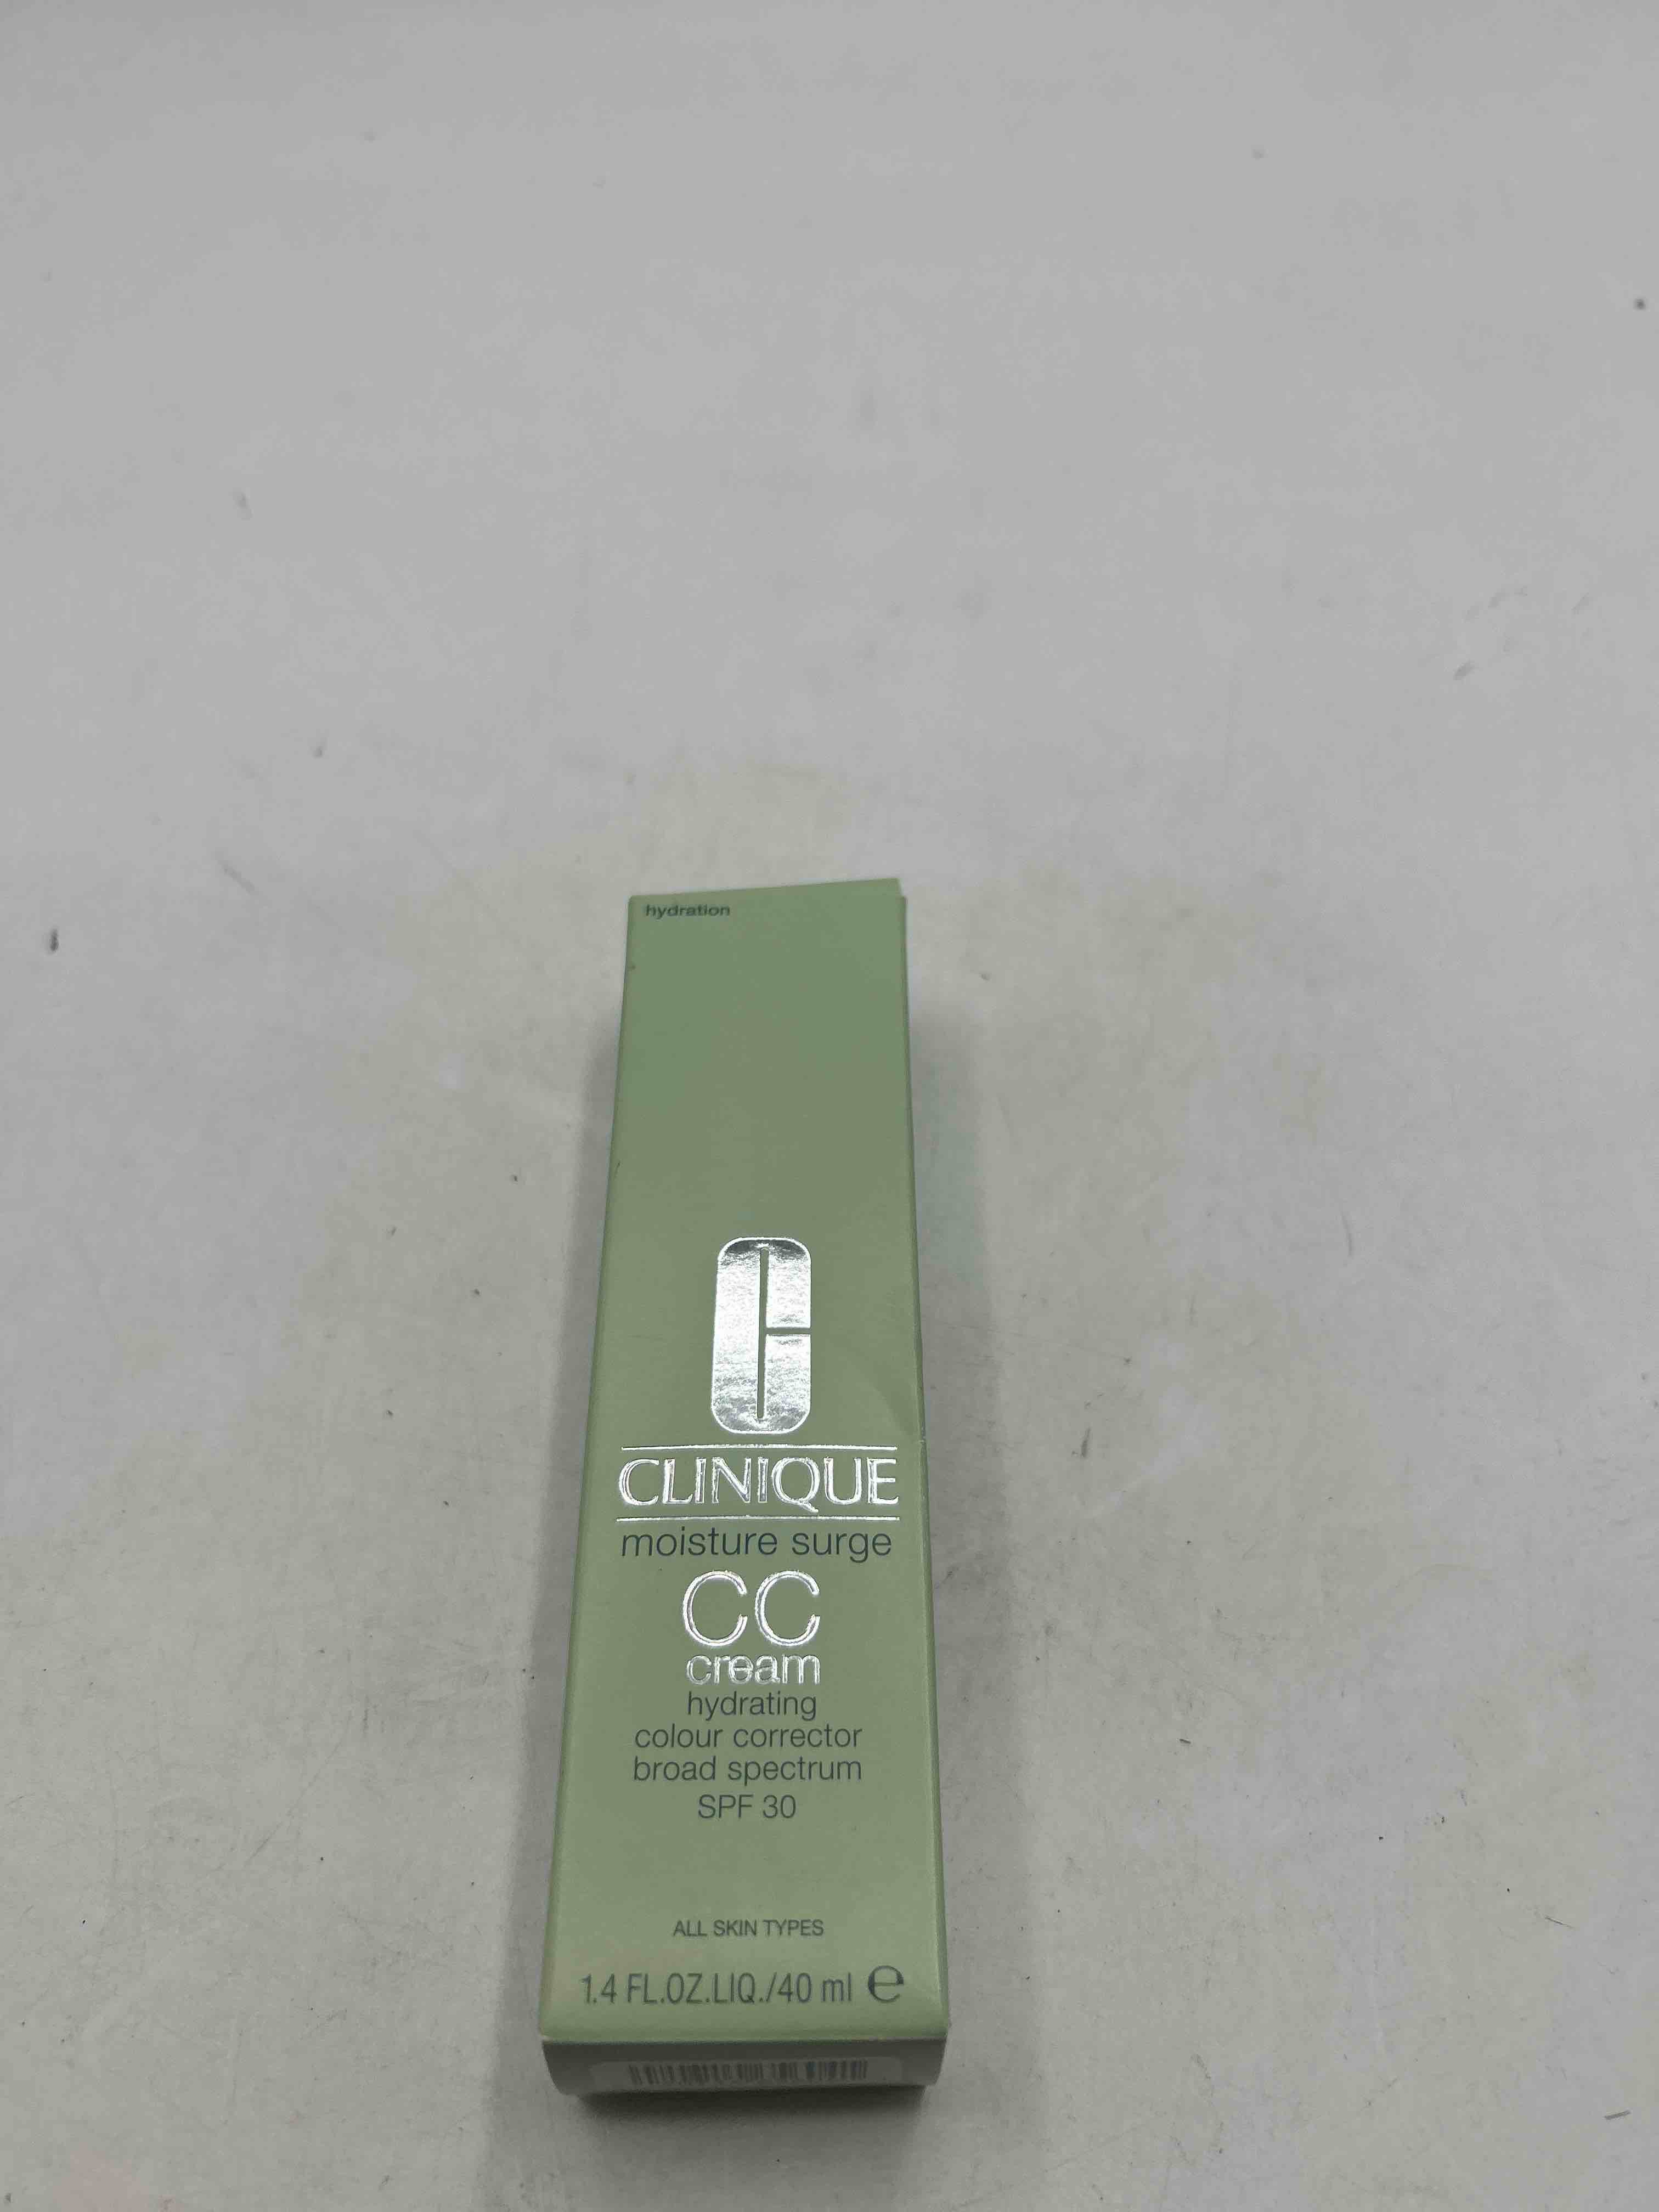 hydration
CLINIQUE
moisture surge
CC
cream
hydrating
colour corrector
broad spectrum
SPF 30
ALL SKIN TYPES
1.4 FL.OZ.LIQ./40 ml ℮